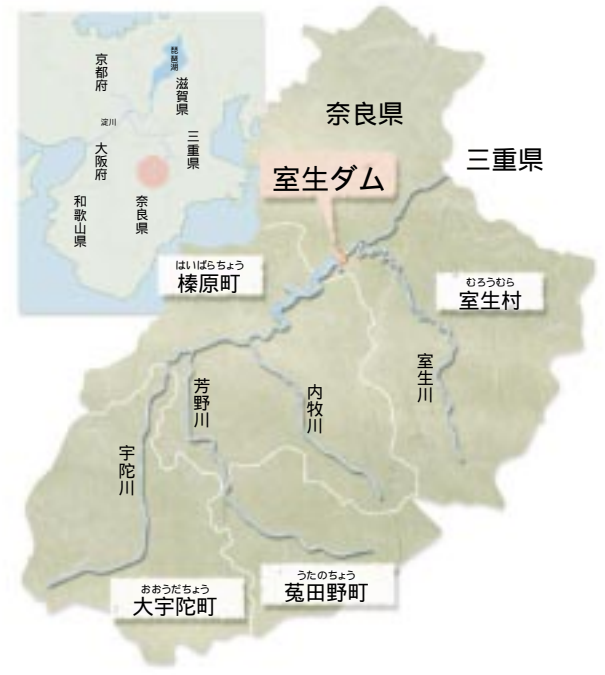 京都府
琵琶湖
滋賀県
淀川
大阪府
三重県
奈良県
和歌山県
奈良県
三重県
室生ダム
はいばらちょう
榛原町
むろうむら
室生村
室生川
芳野川
内牧川
宇陀川
おおうだちょう
大宇陀町
うたのちょう
菟田野町